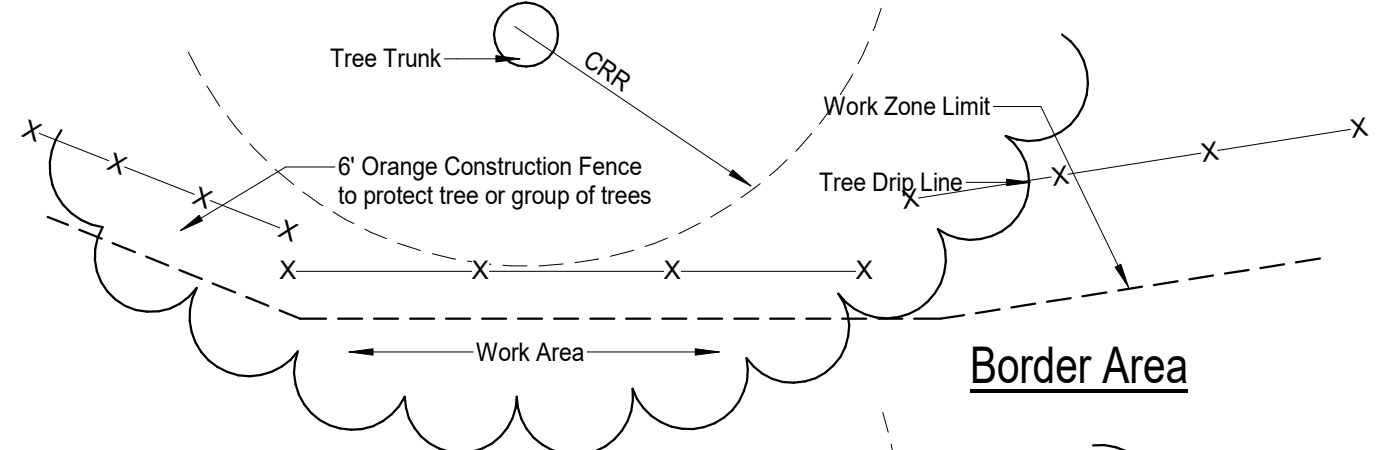 Tree Trunk
CRR
Work Zone Limit
6' Orange Construction Fence
to protect tree or group of trees
Tree Drip Line
X X X X
X X X X
X X X X
Work Area
Border Area